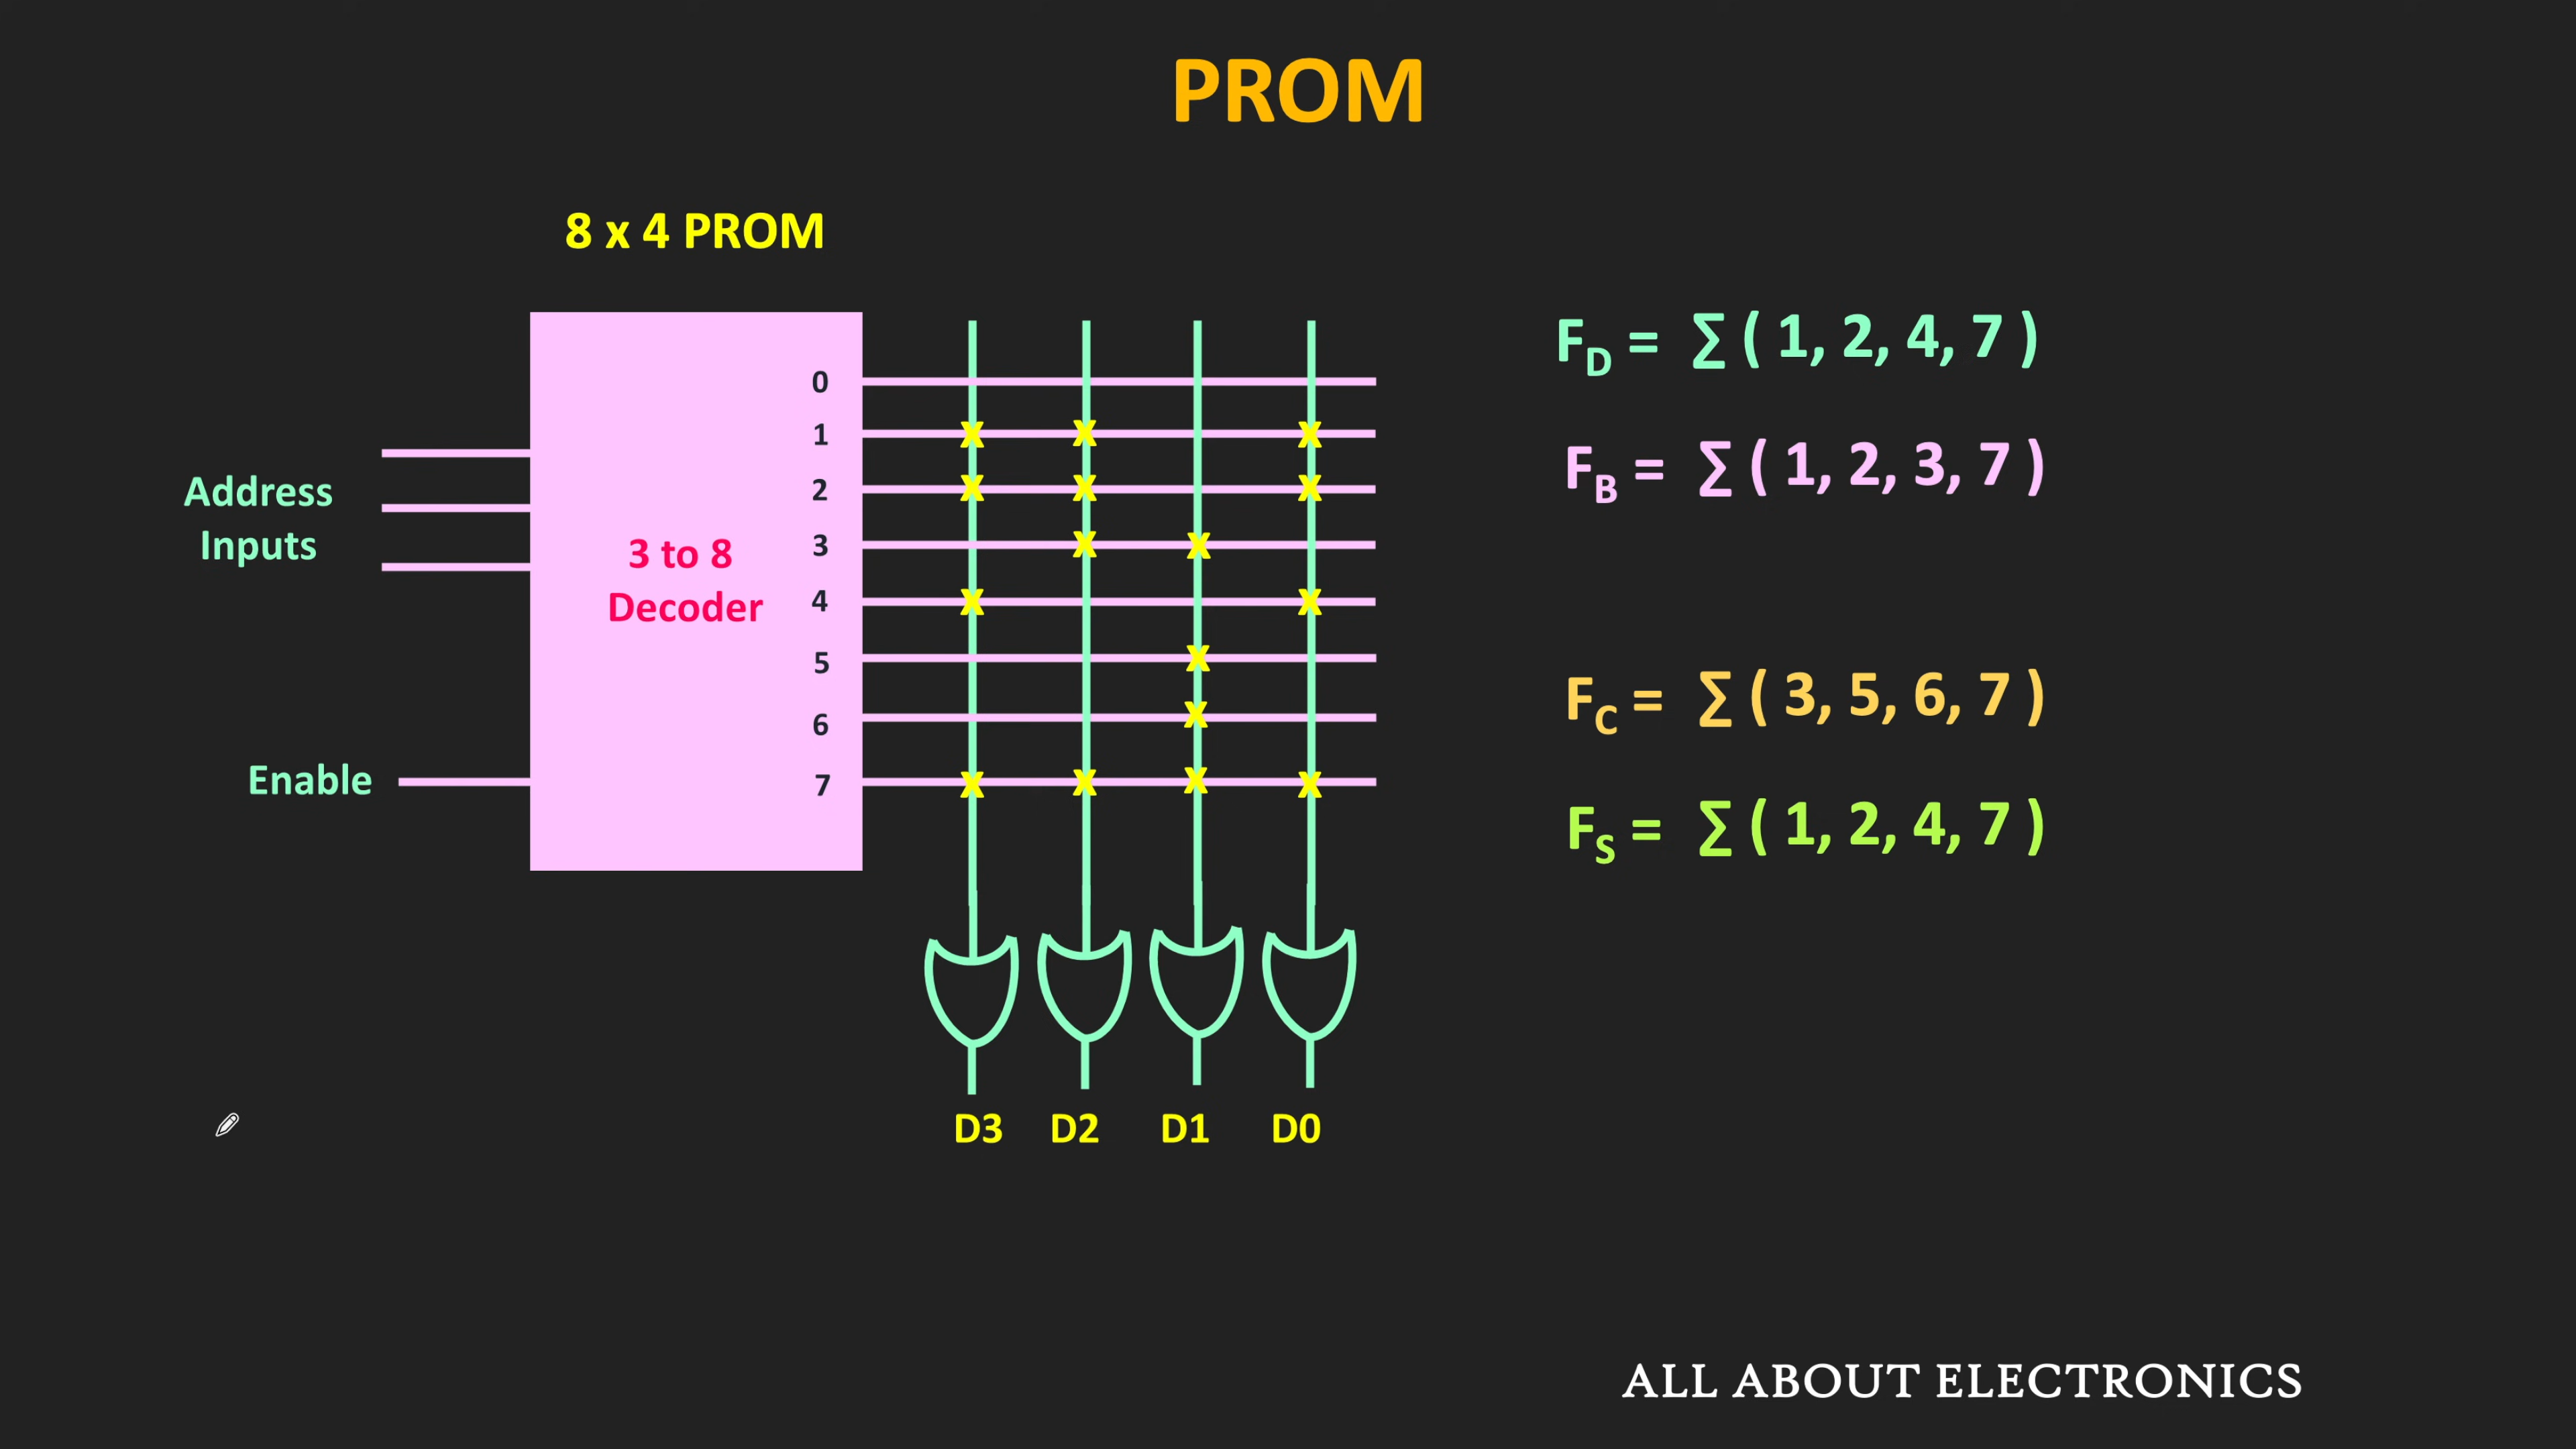 PROM
8 x 4 PROM
Address
Inputs
Enable
3 to 8
Decoder
0
1
2
3
4
5
6
7
X X X
X X X
X X
X X
X
X
X X X X
D3 D2 D1 D0
F_D = ∑ ( 1, 2, 4, 7 )
F_B = ∑ ( 1, 2, 3, 7 )
F_C = ∑ ( 3, 5, 6, 7 )
F_S = ∑ ( 1, 2, 4, 7 )
ALL ABOUT ELECTRONICS